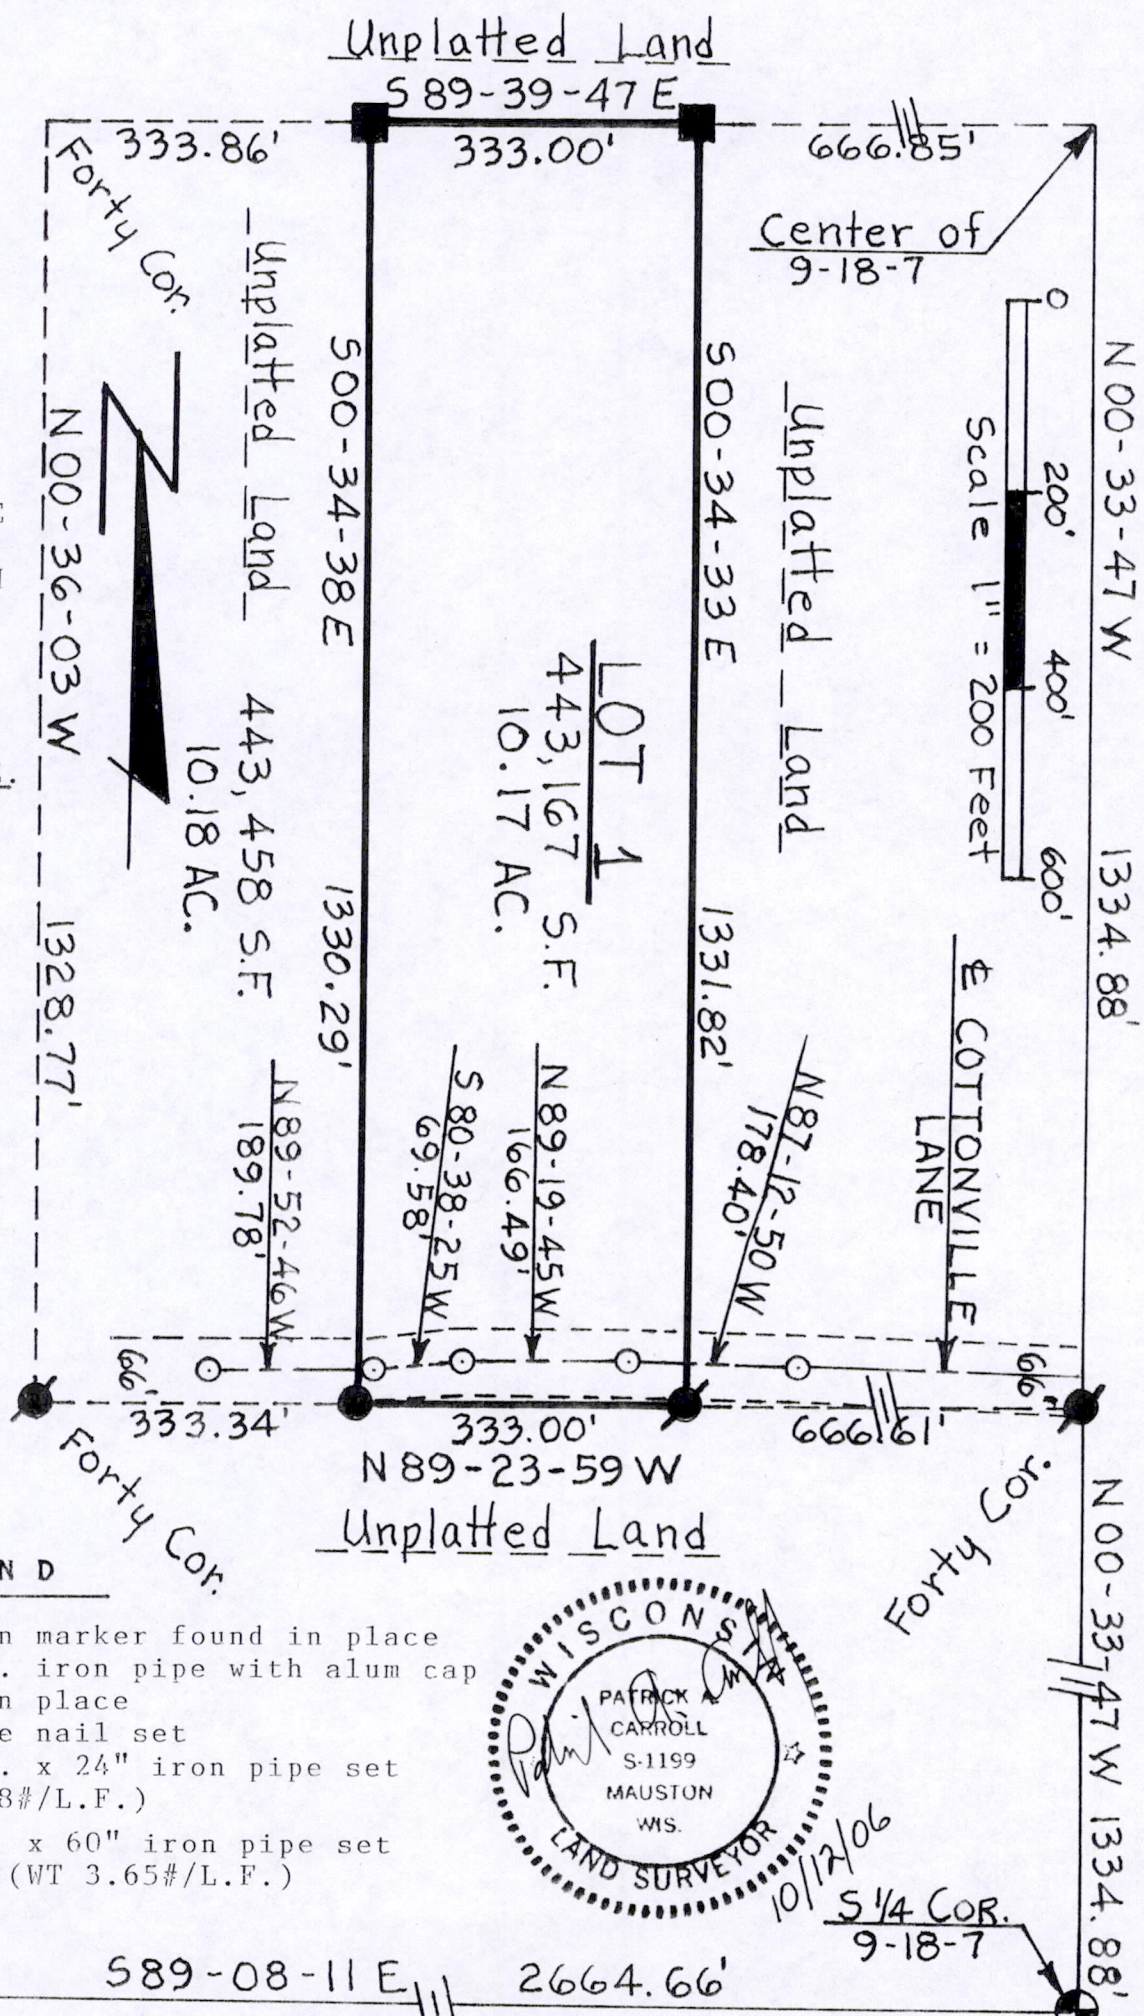 Unplatted Land
S 89-39-47 E
333.86'
333.00'
666.85'
Forty Cor.
Center of
9-18-7
Unplatted Land
443,458 S.F.
10.18 AC.
N 00-36-03 W
1328.77'
S 00-34-38 E
1330.29'
LOT 1
443,167 S.F.
10.17 AC.
S 00-34-33 E
1331.82'
Unplatted Land
0
200'
400'
600'
Scale 1" = 200 Feet
N 00-33-47 W
1334.88'
℄ COTTONVILLE
LANE
N 89-52-46 W
189.78'
S 80-38-25 W
69.58'
N 89-19-45 W
166.49'
N 87-12-50 W
178.40'
66'
66'
333.34'
333.00'
666.61'
N 89-23-59 W
Forty Cor.
Unplatted Land
Forty Cor.
N 00-33-47 W 1334.88'
N D
n marker found in place
. iron pipe with alum cap
n place
e nail set
. x 24" iron pipe set
8#/L.F.)
x 60" iron pipe set
(WT 3.65#/L.F.)
WISCONSIN
PATRICK A.
CARROLL
S-1199
MAUSTON
WIS.
LAND SURVEYOR
10/12/06
S 1/4 COR.
9-18-7
S89-08-11 E
2664.66'